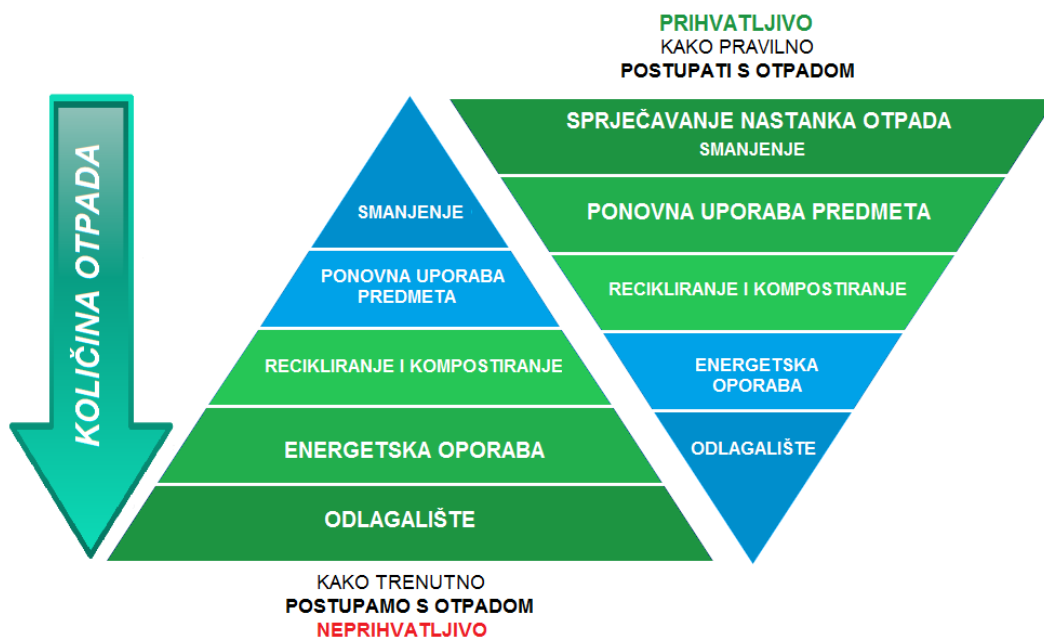 PRIHVATLJIVO
KAKO PRAVILNO
POSTUPATI S OTPADOM
KOLIČINA OTPADA
SMANJENJE
PONOVNA UPORABA
PREDMETA
RECIKLIRANJE I KOMPOSTIRANJE
ENERGETSKA OPORABA
ODLAGALIŠTE
SPRJEČAVANJE NASTANKA OTPADA
SMANJENJE
PONOVNA UPORABA PREDMETA
RECIKLIRANJE I KOMPOSTIRANJE
ENERGETSKA
OPORABA
ODLAGALIŠTE
KAKO TRENUTNO
POSTUPAMO S OTPADOM
NEPRIHVATLJIVO